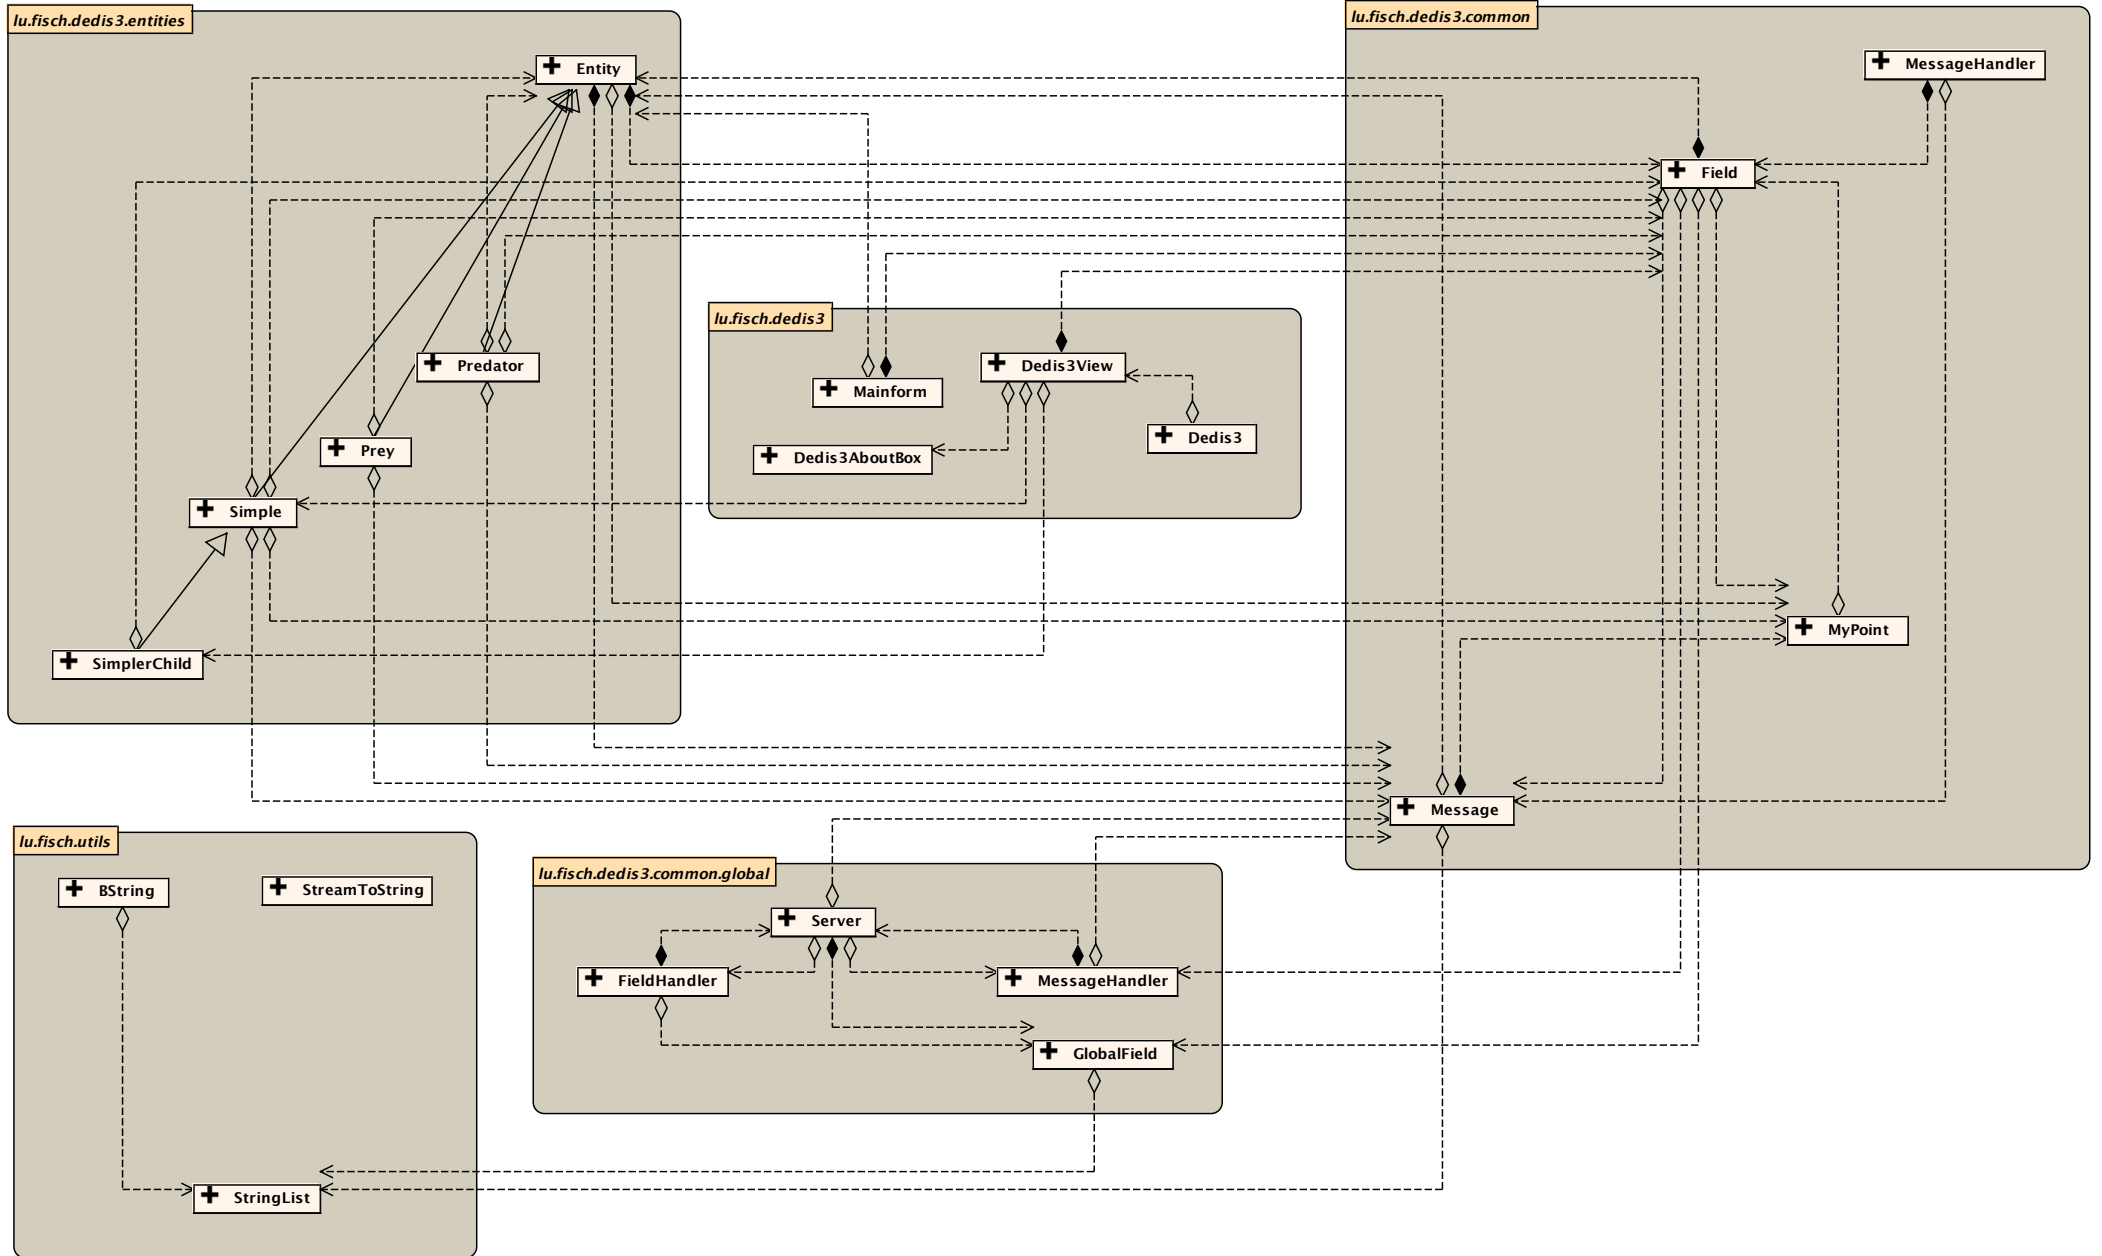 lu.fisch.dedis3.entities
Entity
Predator
Prey
Simple
SimplerChild
lu.fisch.dedis3.common
MessageHandler
Field
MyPoint
Message
lu.fisch.dedis3
Mainform
Dedis3View
Dedis3
Dedis3AboutBox
lu.fisch.utils
BString
StreamToString
StringList
lu.fisch.dedis3.common.global
Server
FieldHandler
MessageHandler
GlobalField